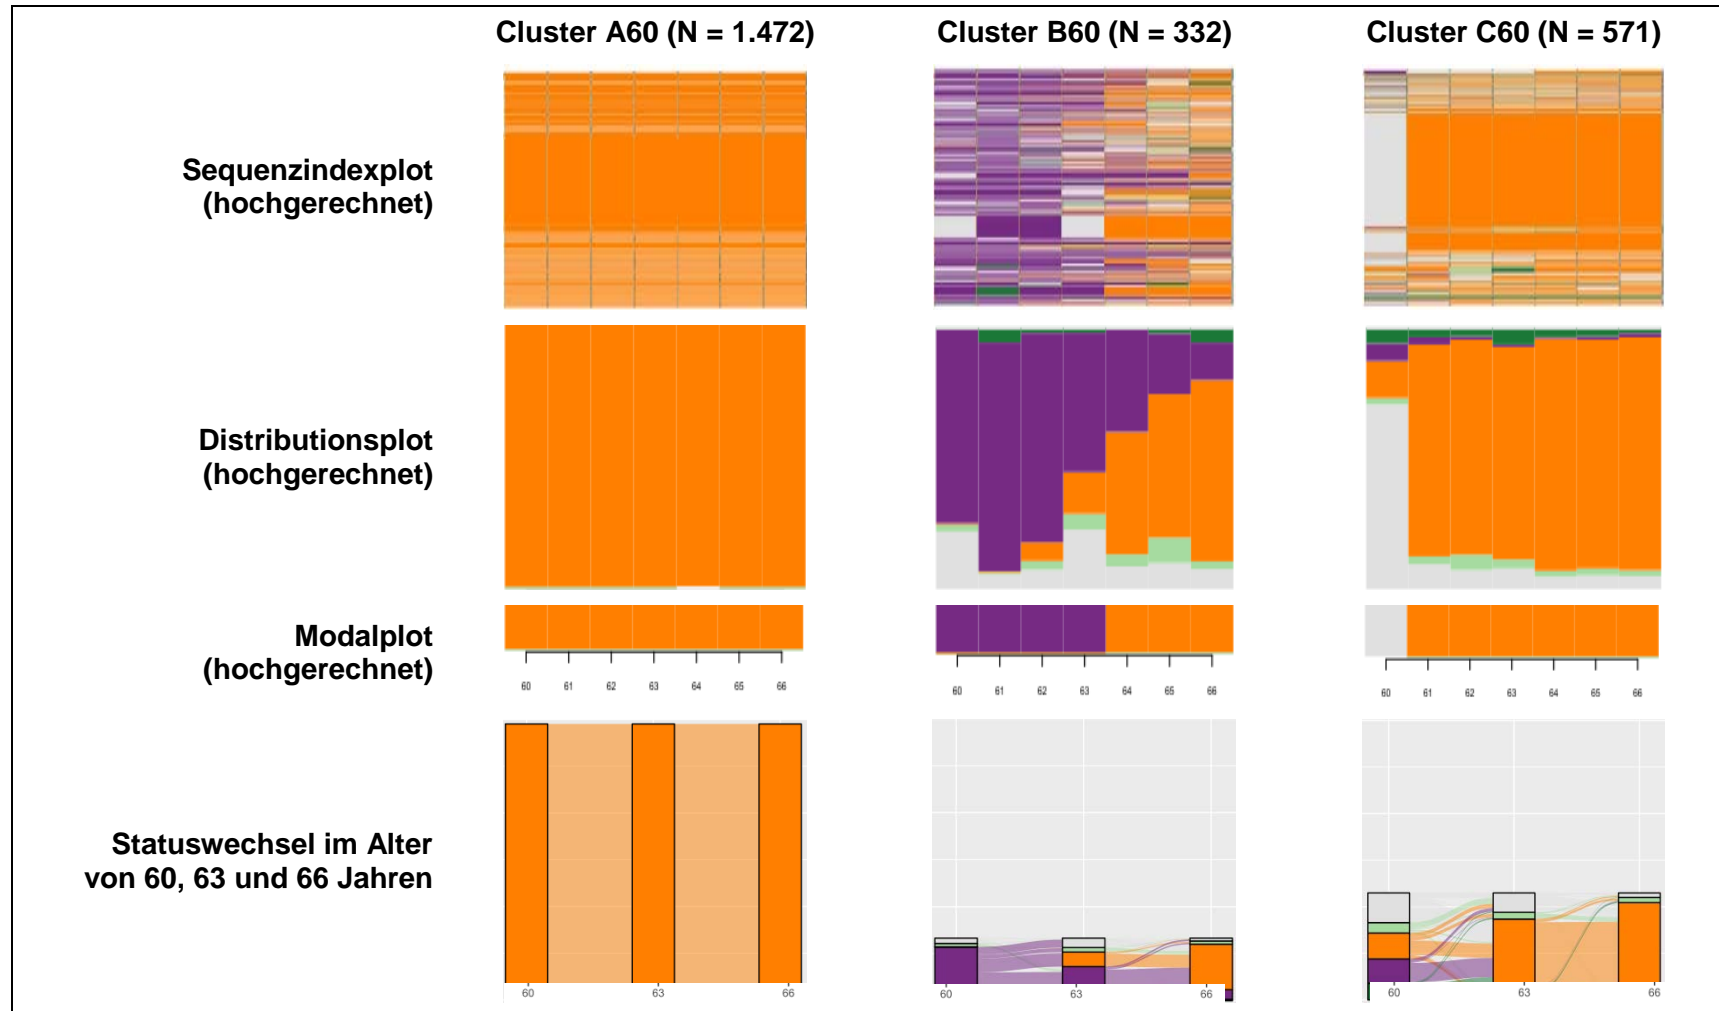 Cluster A60 (N = 1.472)
Cluster B60 (N = 332)
Cluster C60 (N = 571)
Sequenzindexplot
(hochgerechnet)
Distributionsplot
(hochgerechnet)
Modalplot
(hochgerechnet)
60 61 62 63 64 65 66
60 61 62 63 64 65 66
60 61 62 63 64 65 66
Statuswechsel im Alter
von 60, 63 und 66 Jahren
60 63 66
60 63 66
60 63 66